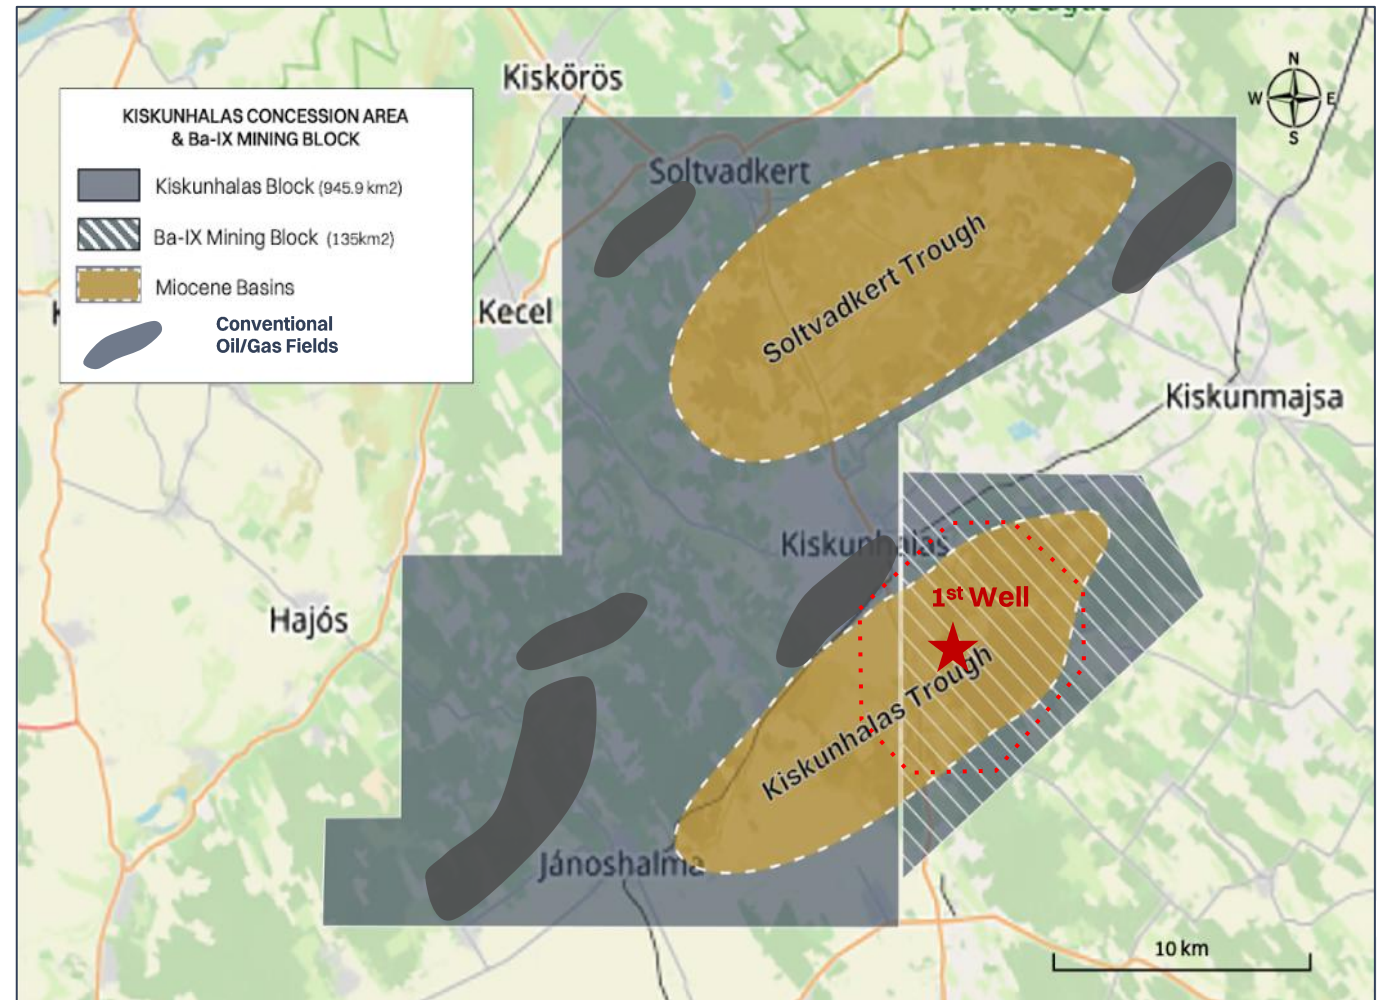 Kiskőrös
N
W
E
S
KISKUNHALAS CONCESSION AREA
& Ba-IX MINING BLOCK
Kiskunhalas Block (945.9 km2)
Ba-IX Mining Block (135km2)
Miocene Basins
Conventional
Oil/Gas Fields
Soltvadkert
Soltvadkert Trough
Kecel
Kiskunmajsa
Kiskunhalas
1st Well
Hajós
Kiskunhalas Trough
Jánoshalma
10 km